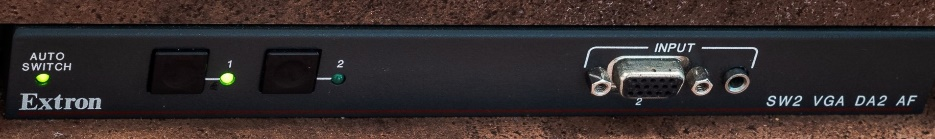 AUTO
SWITCH
1
2
INPUT
2
Extron
SW2 VGA DA2 AF